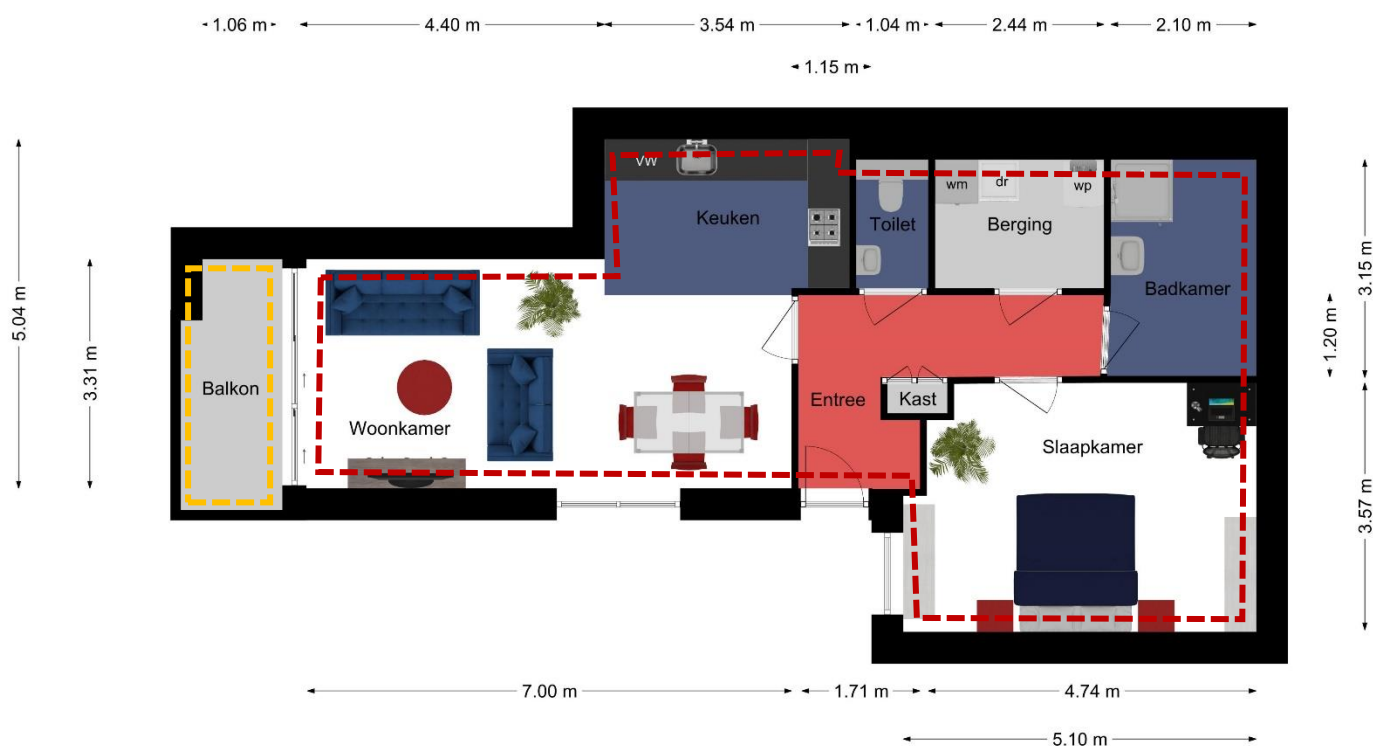 1.06 m
4.40 m
3.54 m
1.04 m
2.44 m
2.10 m
1.15 m
5.04 m
3.31 m
3.15 m
1.20 m
3.57 m
VW
Keuken
Toilet
wm
dr
wp
Berging
Badkamer
Balkon
Woonkamer
Entree
Kast
Slaapkamer
7.00 m
1.71 m
4.74 m
5.10 m